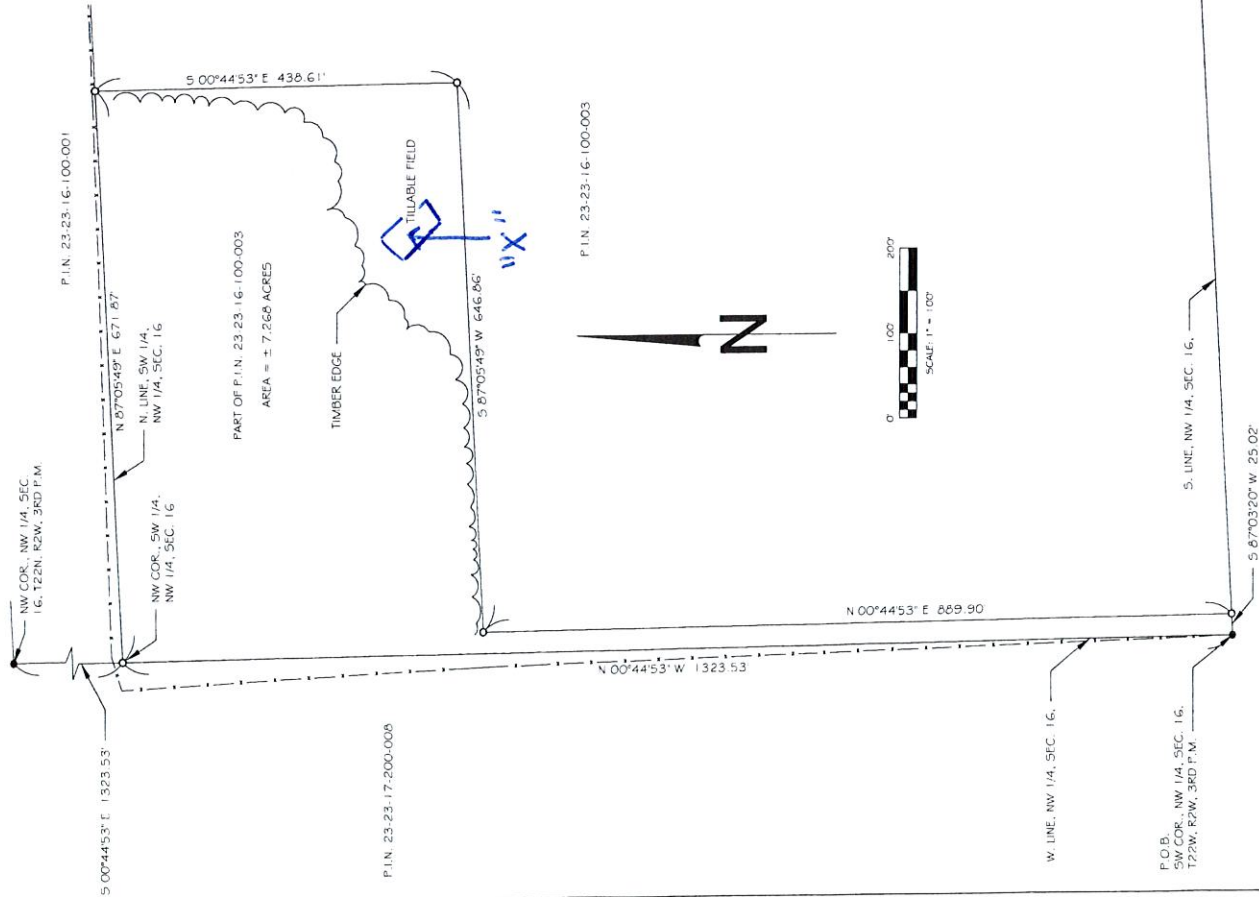 NW COR., NW 1/4, SEC.
16, T22N, R2W, 3RD P.M.
P.I.N. 23-23-16-100-001
N 87°05'49" E 671.87'
N. LINE, SW 1/4,
NW 1/4, SEC. 16
S 00°44'53" E 438.61'
NW COR., SW 1/4,
NW 1/4, SEC. 16
S 00°44'53" E 1323.53'
PART OF P.I.N. 23-23-16-100-003
AREA = ± 7.268 ACRES
TIMBER EDGE
TILLABLE FIELD
"X"
S 87°05'49" W 646.86'
P.I.N. 23-23-16-100-003
N
0'
100'
200'
SCALE: 1" = 100'
N 00°44'53" E 889.90
N 00°44'53" W 1323.53
P.I.N. 23-23-17-200-008
W. LINE, NW 1/4, SEC. 16,
S. LINE, NW 1/4, SEC. 16,
P.O.B.
SW COR., NW 1/4, SEC. 16,
T22W, R2W, 3RD P.M.
S 87°03'20" W 25.02'